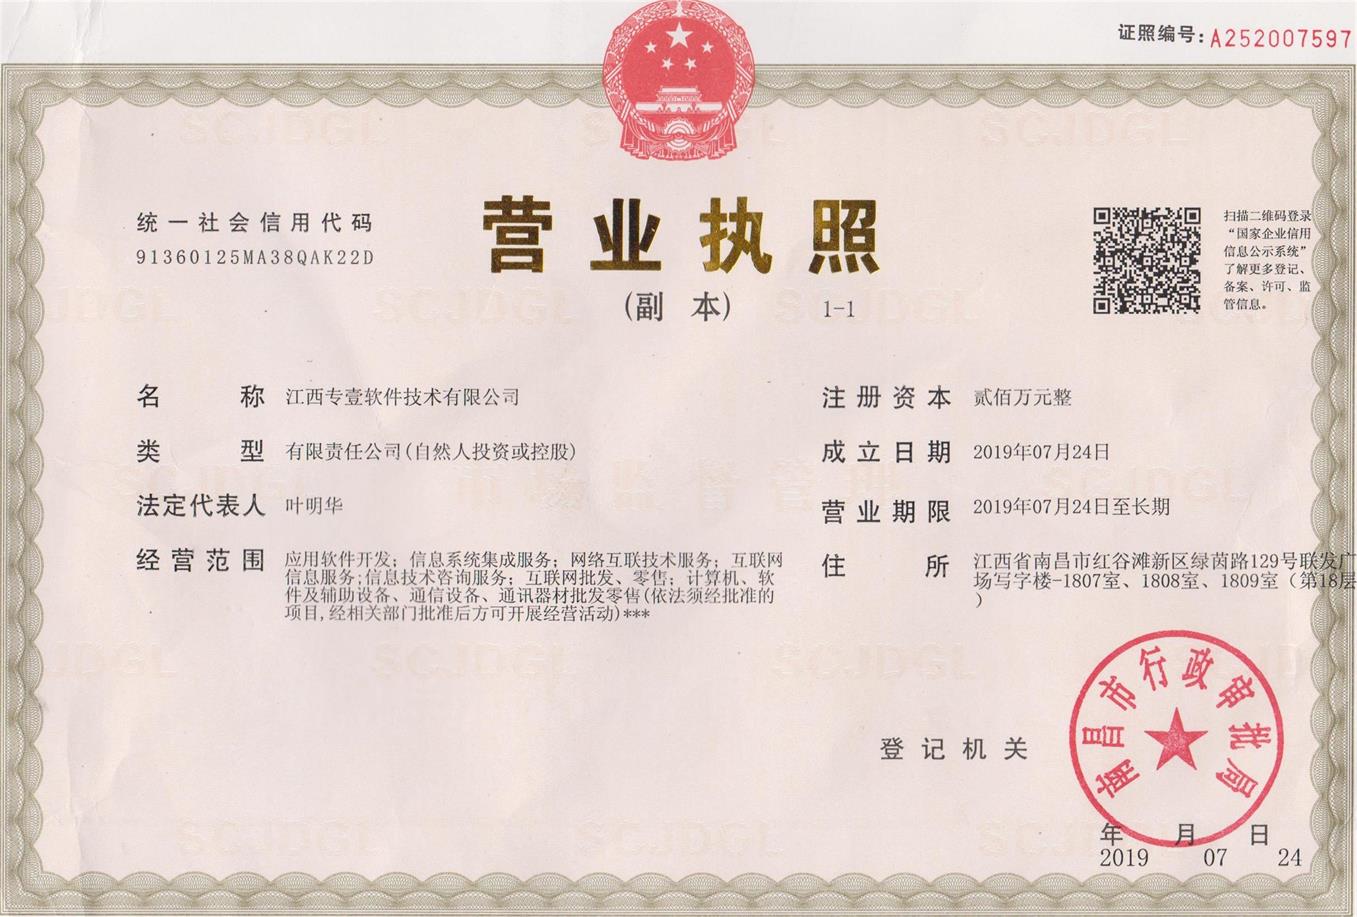 证照编号:A252007597
统一社会信用代码
91360125MA38QAK22D
营业执照
(副 本) 1-1
扫描二维码登录
“国家企业信用
信息公示系统”
了解更多登记、
备案、许可、监
管信息。
名 称 江西专壹软件技术有限公司
类 型 有限责任公司(自然人投资或控股)
法定代表人 叶明华
经营范围 应用软件开发；信息系统集成服务；网络互联技术服务；互联网
信息服务;信息技术咨询服务；互联网批发、零售；计算机、软
件及辅助设备、通信设备、通讯器材批发零售(依法须经批准的
项目,经相关部门批准后方可开展经营活动)***
注册资本 贰佰万元整
成立日期 2019年07月24日
营业期限 2019年07月24日至长期
住 所 江西省南昌市红谷滩新区绿茵路129号联发广
场写字楼-1807室、1808室、1809室（第18层
）
登记机关
南昌市行政审批局
年 月 日
2019 07 24
SCJDGL
市场监督管理